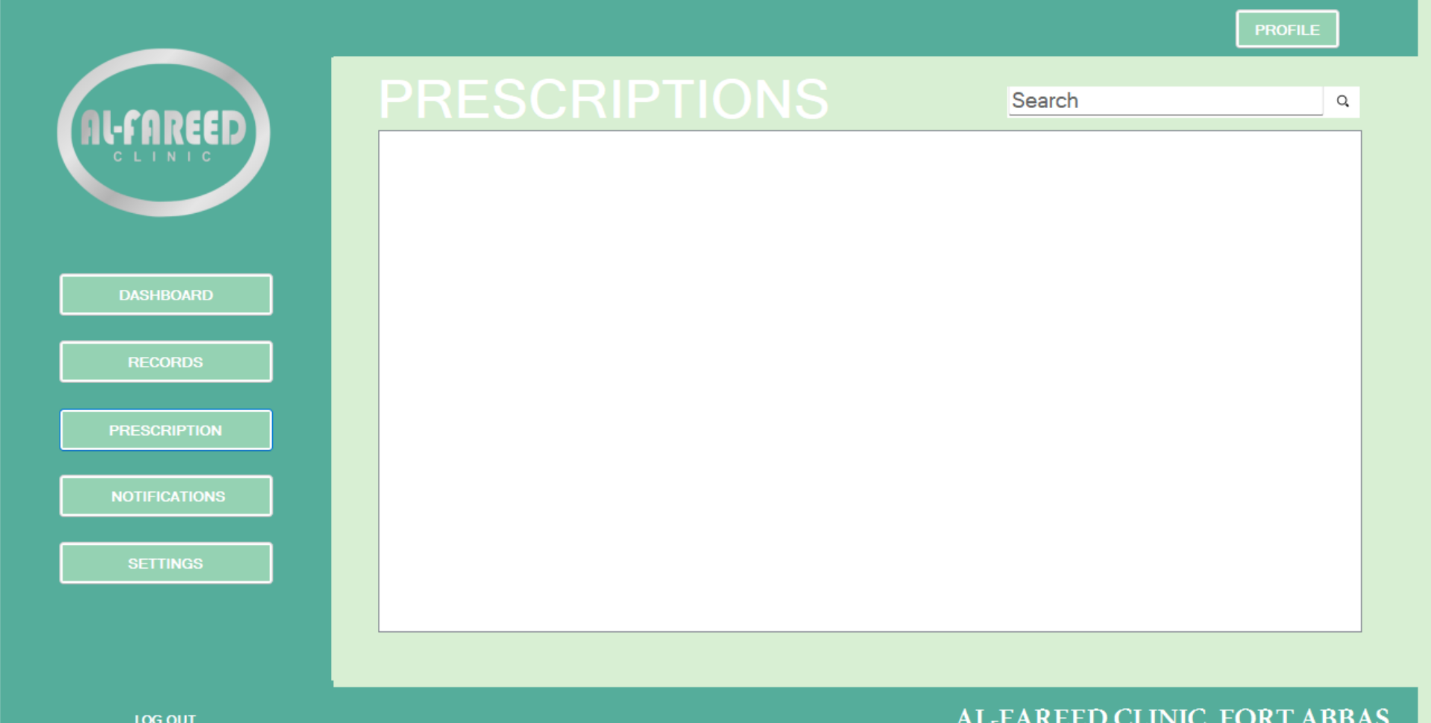 PROFILE
AL-FAREED
CLINIC
PRESCRIPTIONS
Search
DASHBOARD
RECORDS
PRESCRIPTION
NOTIFICATIONS
SETTINGS
LOG OUT
AL-FAREED CLINIC, FORT ABBAS